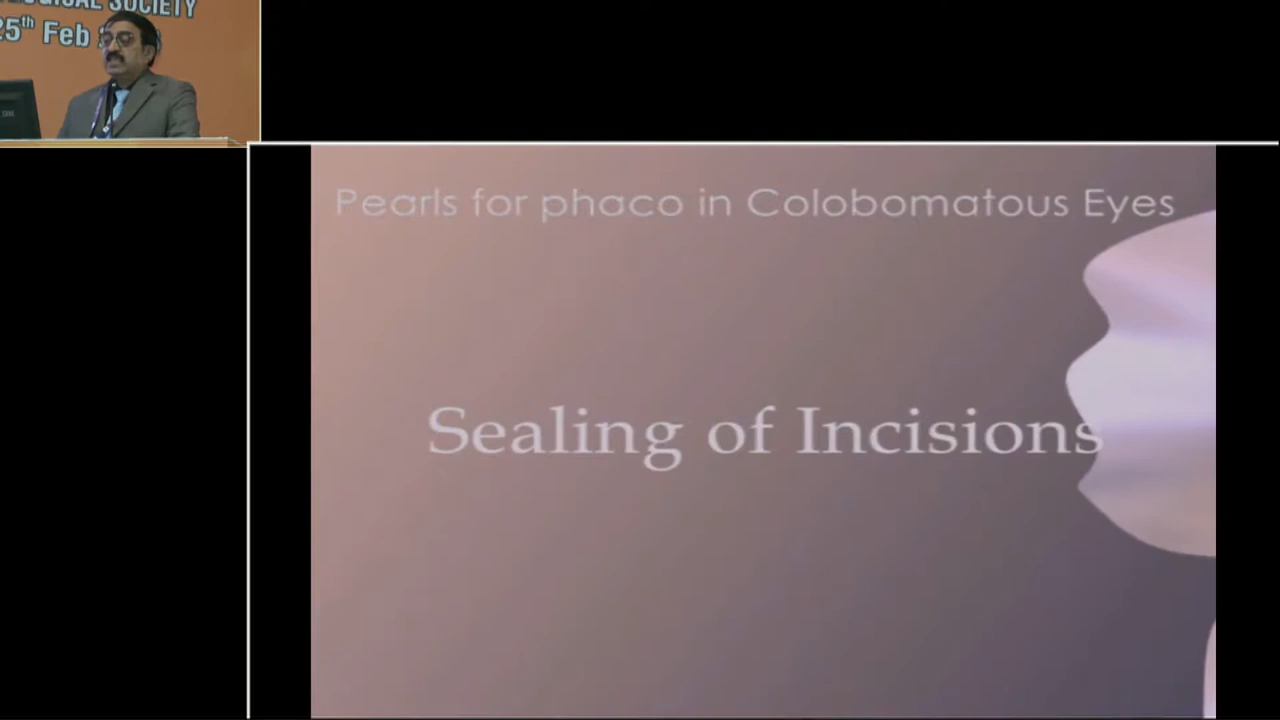 SOCIETY
25th Feb
Pearls for phaco in Colobomatous Eyes
Sealing of Incisions